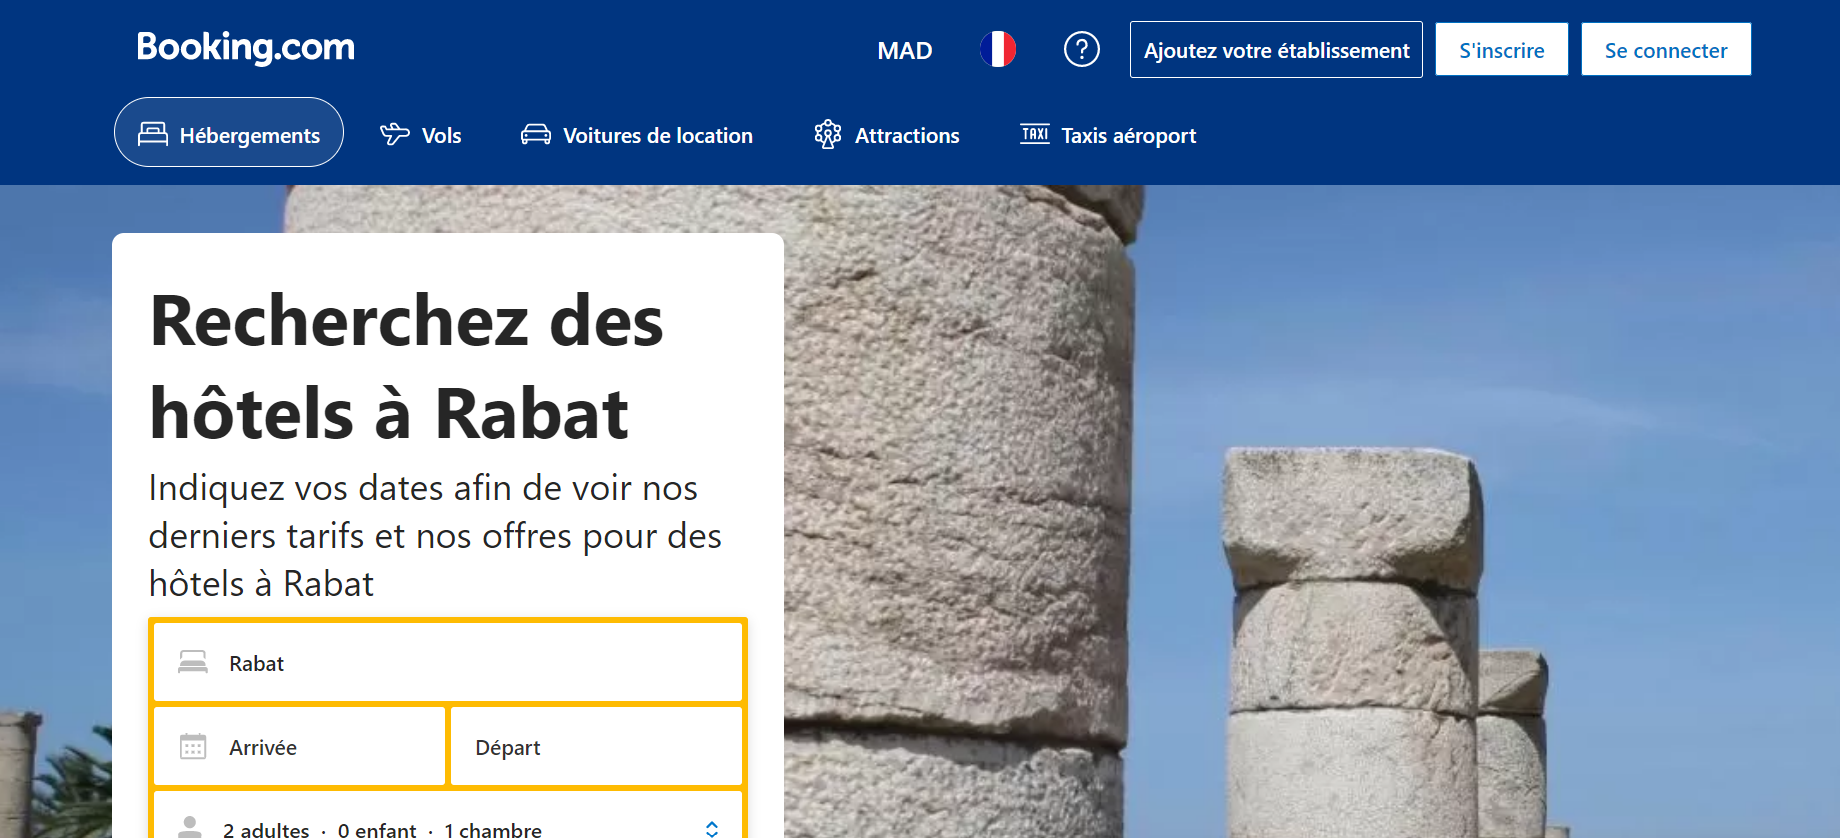 Booking.com
MAD
?
Ajoutez votre établissement
S'inscrire
Se connecter
Hébergements
Vols
Voitures de location
Attractions
TAXI
Taxis aéroport
Recherchez des
hôtels à Rabat
Indiquez vos dates afin de voir nos
derniers tarifs et nos offres pour des
hôtels à Rabat
Rabat
Arrivée
Départ
2 adultes · 0 enfant · 1 chambre